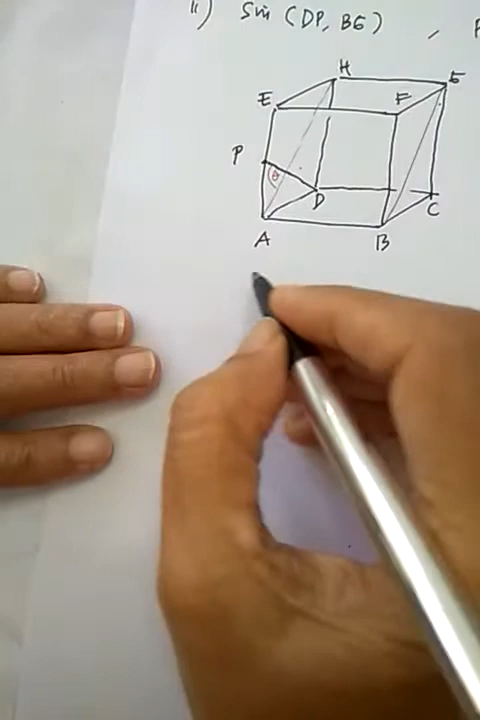 ii) Sin (DP, BG) , P
H G
E F
P
θ
D C
A B